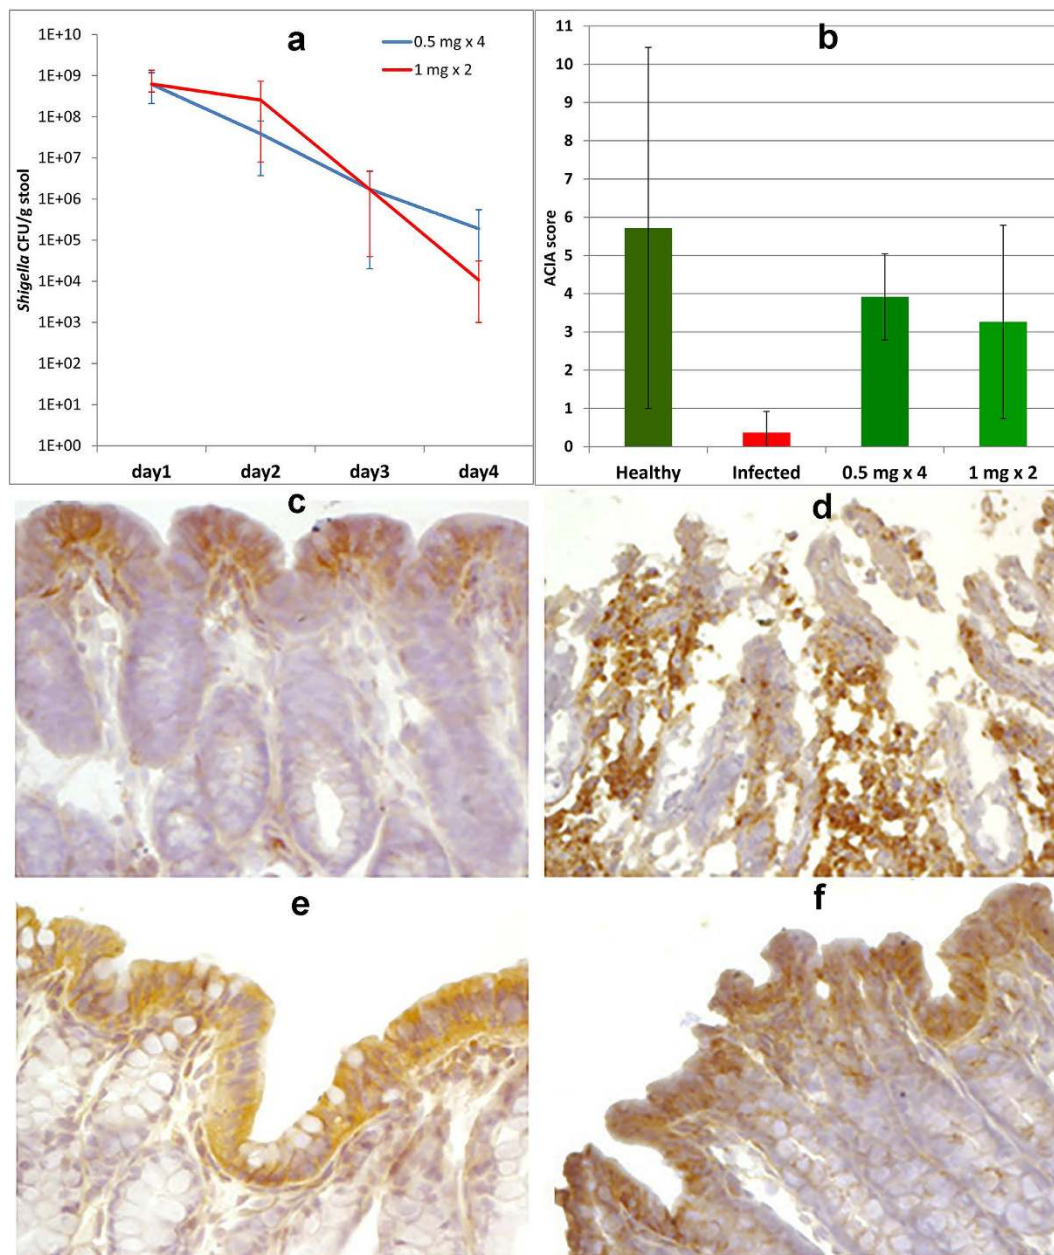 a
0.5 mg x 4
1 mg x 2
Shigella CFU/g stool
1E+10
1E+09
1E+08
1E+07
1E+06
1E+05
1E+04
1E+03
1E+02
1E+01
1E+00
day1 day2 day3 day4
b
ACIA score
11
10
9
8
7
6
5
4
3
2
1
0
Healthy Infected 0.5 mg x 4 1 mg x 2
c
d
e
f